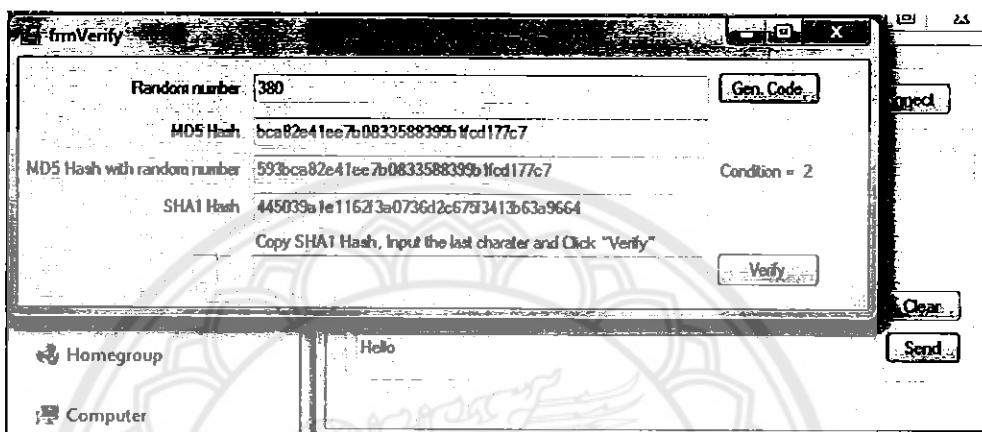 frmVerify
Random number 380 Gen. Code
MD5 Hash bca82e41ee7b0833588399b1fcd177c7
MD5 Hash with random number 593bca82e41ee7b0833588399b1fcd177c7 Condition = 2
SHA1 Hash
Copy SHA1 Hash, Input the last charater and Click "Verify"
Verify
Clear
Hello Send
Homegroup
Computer